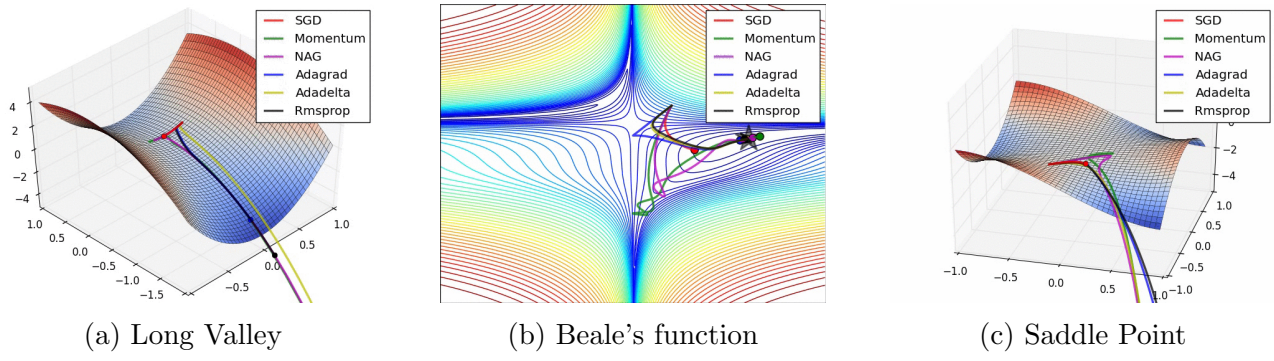 SGD
Momentum
NAG
Adagrad
Adadelta
Rmsprop
4
2
0
−2
−4
1.0
0.5
0.0
−0.5
−1.0
−1.5
−0.5
0.0
0.5
1.0
(a) Long Valley
SGD
Momentum
NAG
Adagrad
Adadelta
Rmsprop
(b) Beale's function
SGD
Momentum
NAG
Adagrad
Adadelta
Rmsprop
0
−2
−4
1.0
0.5
0.0
−0.5
−1.0
−1.0
−0.5
0.0
0.5
1.0
(c) Saddle Point